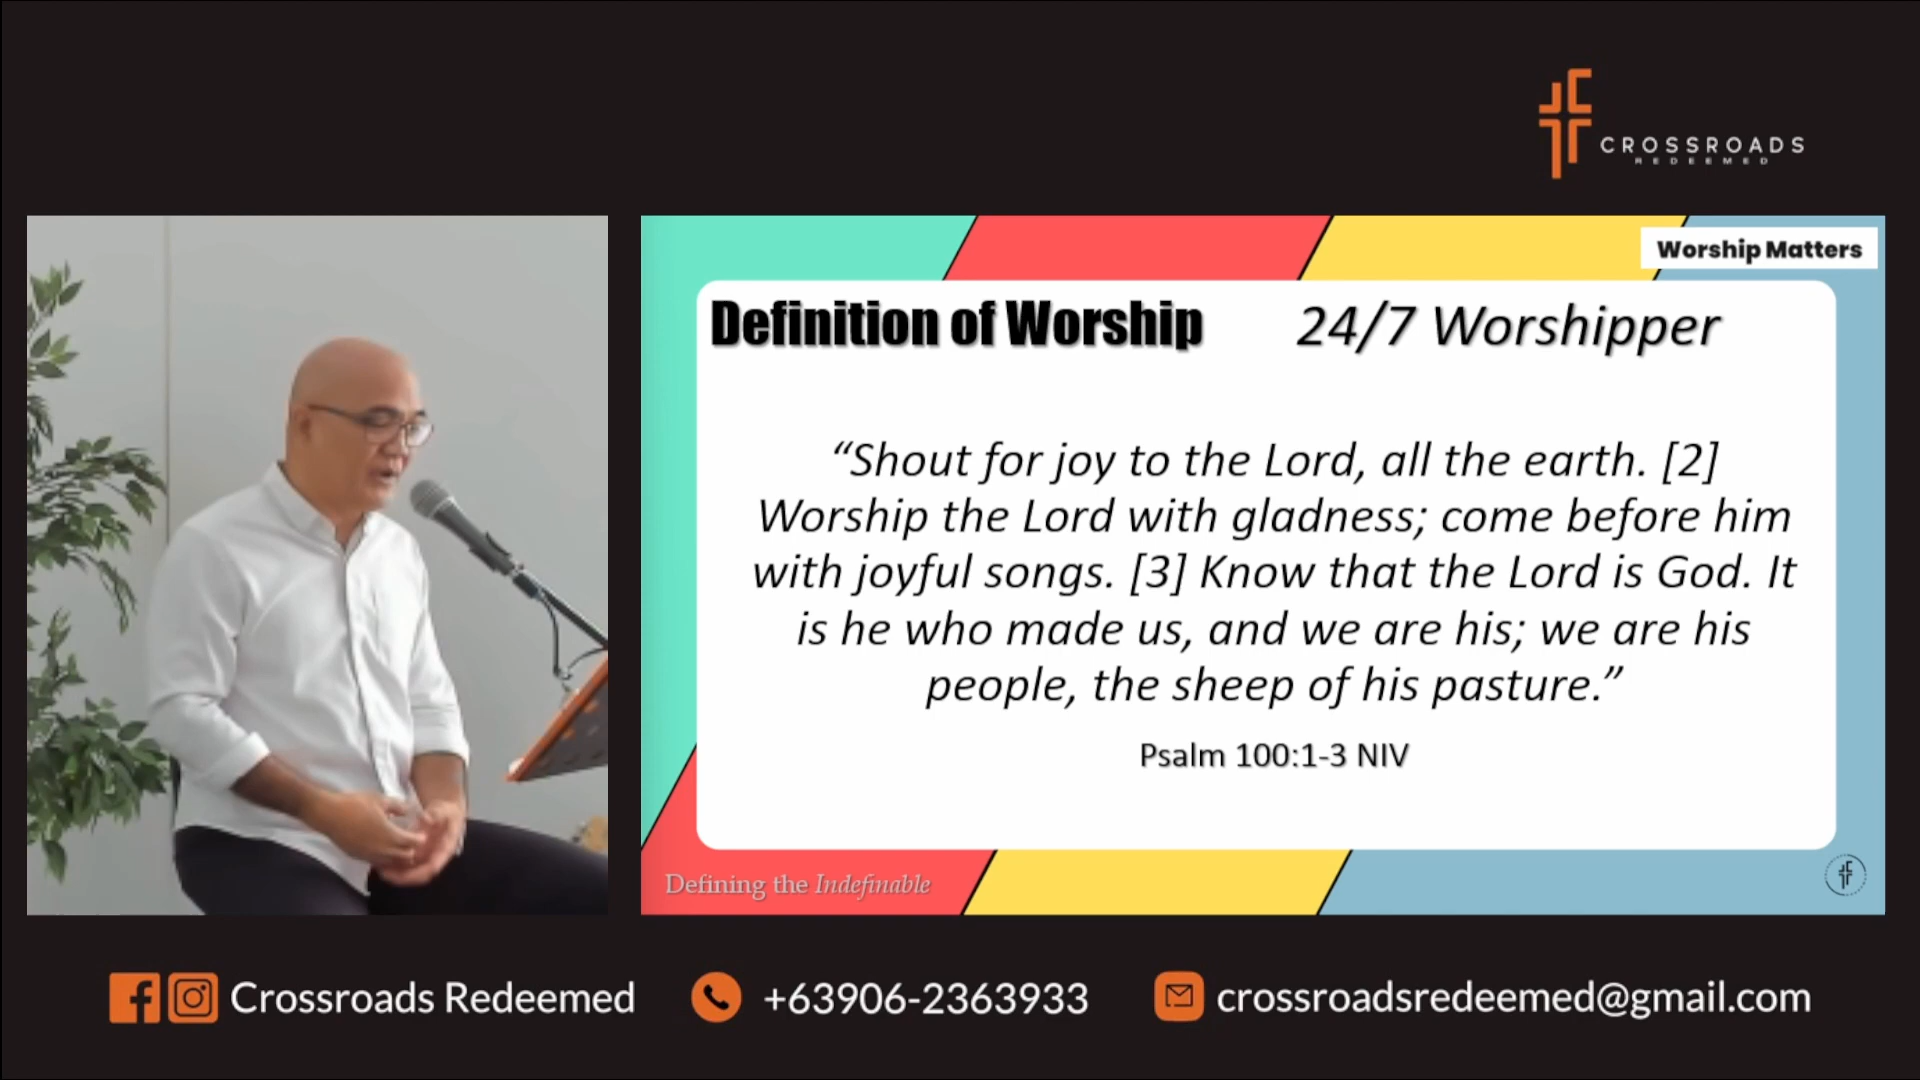 CROSSROADS
REDEEMED
Worship Matters
Definition of Worship 24/7 Worshipper
“Shout for joy to the Lord, all the earth. [2]
Worship the Lord with gladness; come before him
with joyful songs. [3] Know that the Lord is God. It
is he who made us, and we are his; we are his
people, the sheep of his pasture.”
Psalm 100:1-3 NIV
Defining the Indefinable
Crossroads Redeemed +63906-2363933 crossroadsredeemed@gmail.com